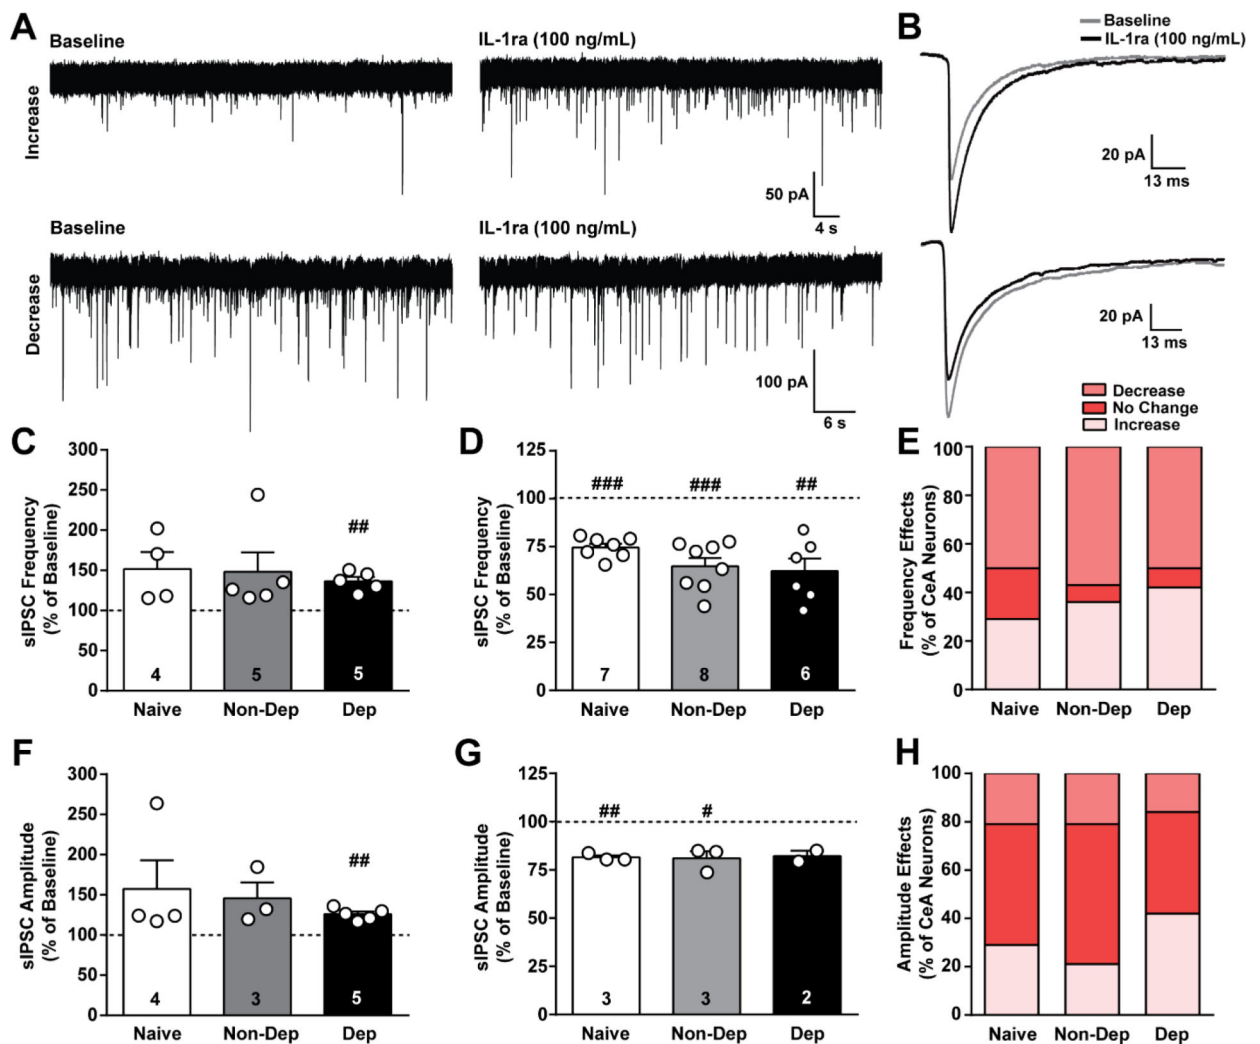 A
Baseline
IL-1ra (100 ng/mL)
Increase
50 pA
4 s
Baseline
IL-1ra (100 ng/mL)
Decrease
100 pA
6 s
B
Baseline
IL-1ra (100 ng/mL)
20 pA
13 ms
20 pA
13 ms
C
sIPSC Frequency
(% of Baseline)
300
250
200
150
100
50
0
##
4
5
5
Naive
Non-Dep
Dep
D
sIPSC Frequency
(% of Baseline)
125
100
75
50
25
0
###
###
##
7
8
6
Naive
Non-Dep
Dep
Decrease
No Change
Increase
E
Frequency Effects
(% of CeA Neurons)
100
80
60
40
20
0
Naive
Non-Dep
Dep
F
sIPSC Amplitude
(% of Baseline)
300
250
200
150
100
50
0
##
4
3
5
Naive
Non-Dep
Dep
G
sIPSC Amplitude
(% of Baseline)
125
100
75
50
25
0
##
#
3
3
2
Naive
Non-Dep
Dep
H
Amplitude Effects
(% of CeA Neurons)
100
80
60
40
20
0
Naive
Non-Dep
Dep